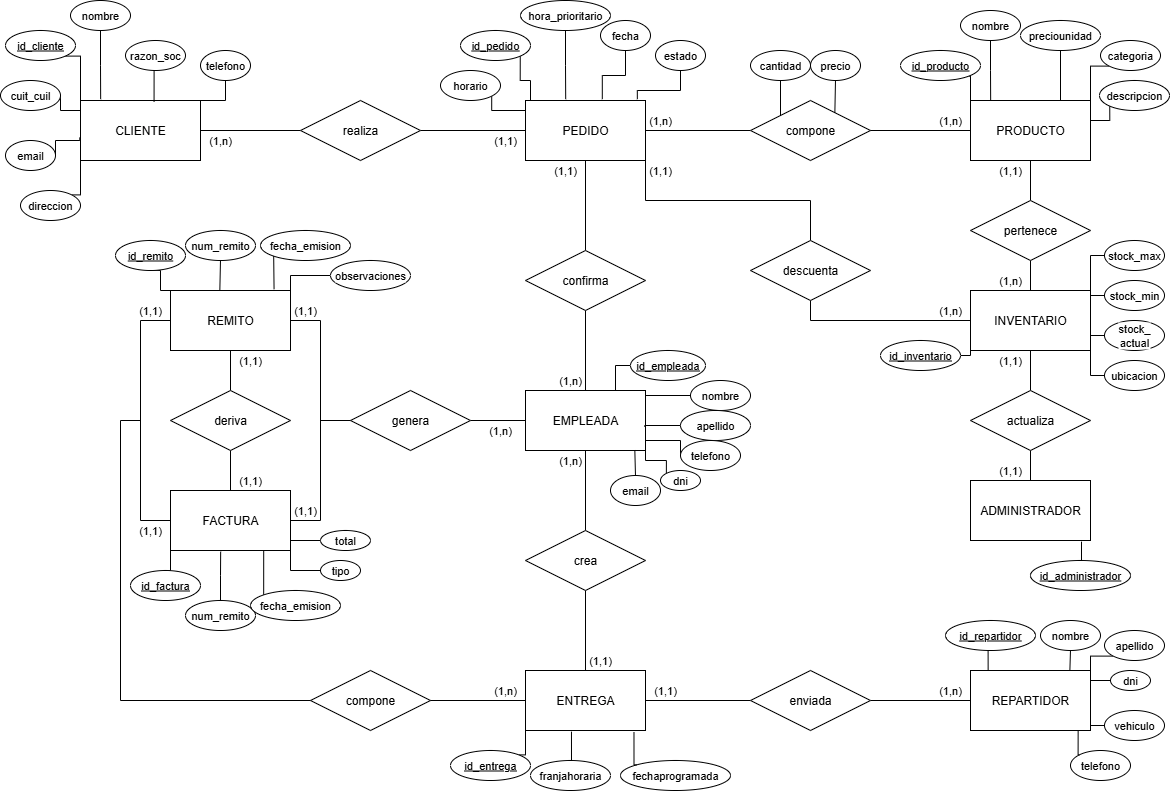 nombre
id_cliente
razon_soc
telefono
cuit_cuil
CLIENTE
email
direccion
(1,n)
realiza
(1,1)
hora_prioritario
id_pedido
fecha
estado
horario
PEDIDO
(1,n)
(1,1)
(1,1)
cantidad
precio
compone
(1,n)
nombre
preciounidad
id_producto
categoria
descripcion
PRODUCTO
(1,1)
pertenece
(1,n)
confirma
(1,n)
descuenta
(1,n)
stock_max
stock_min
stock_
actual
ubicacion
INVENTARIO
id_inventario
(1,1)
actualiza
(1,1)
ADMINISTRADOR
id_administrador
id_remito
num_remito
fecha_emision
observaciones
(1,1)
REMITO
(1,1)
(1,1)
deriva
(1,1)
genera
(1,n)
id_empleada
nombre
apellido
telefono
dni
email
EMPLEADA
(1,n)
FACTURA
(1,1)
(1,1)
total
tipo
id_factura
num_remito
fecha_emision
crea
(1,1)
compone
(1,n)
ENTREGA
(1,1)
id_entrega
franjahoraria
fechaprogramada
enviada
(1,n)
id_repartidor
nombre
apellido
dni
REPARTIDOR
vehiculo
telefono